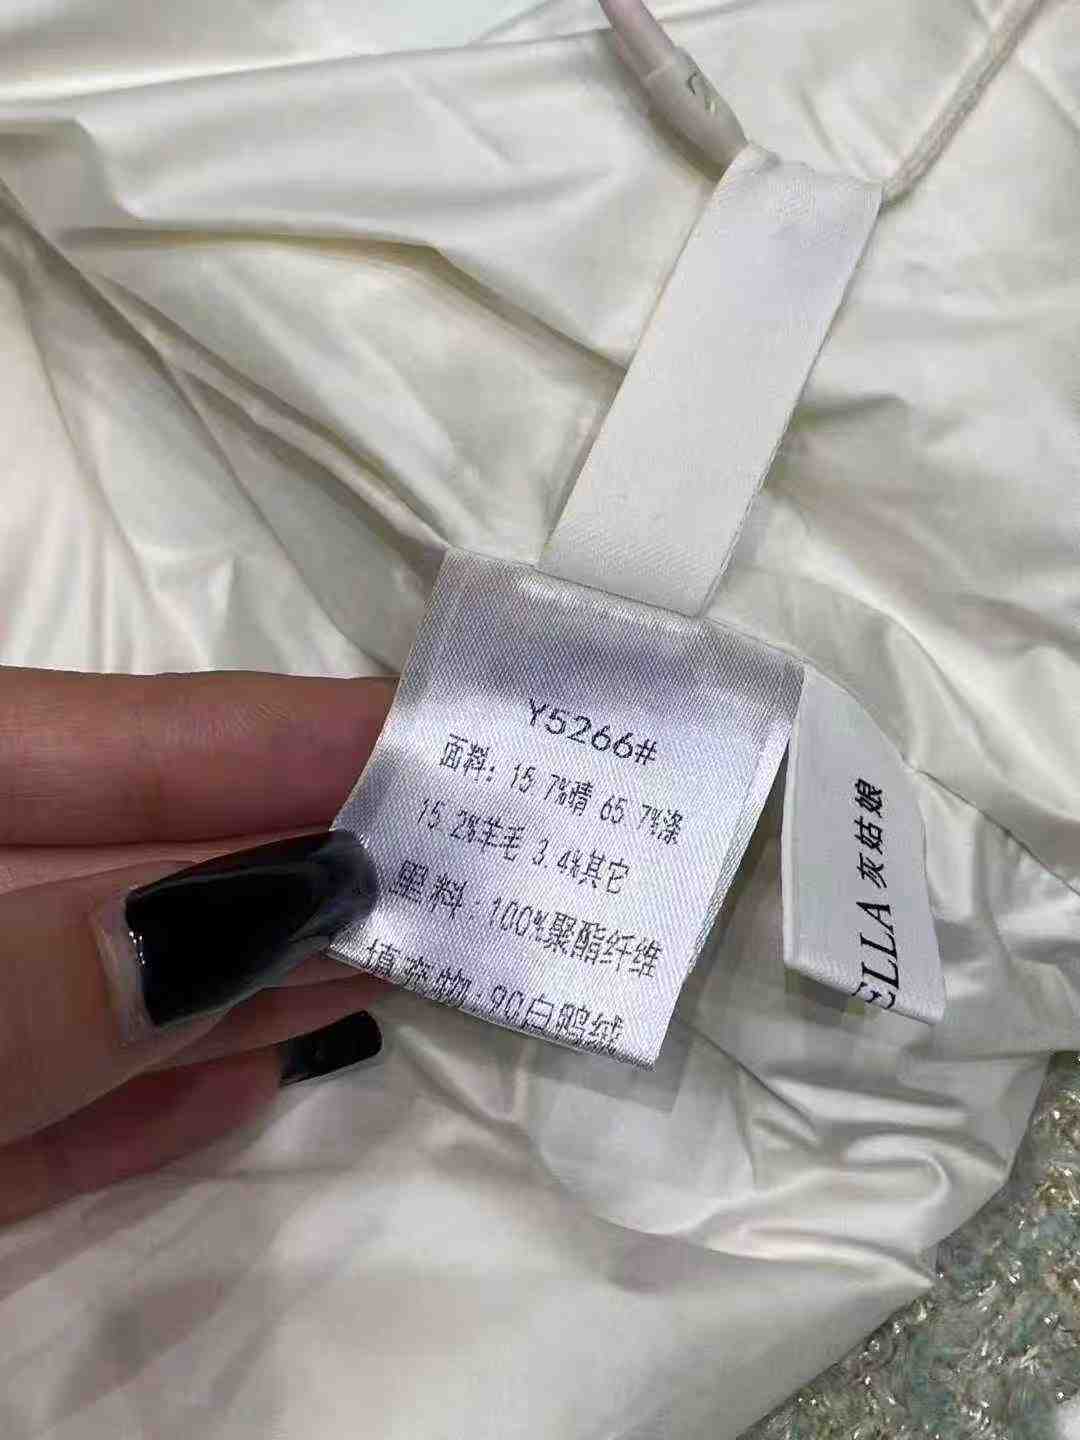 Y5266#
面料: 15.7%晴 65.7%涤
15.2%羊毛 3.4%其它
里料: 100%聚酯纤维
填充物: 90白鸭绒
ELLA 灰姑娘